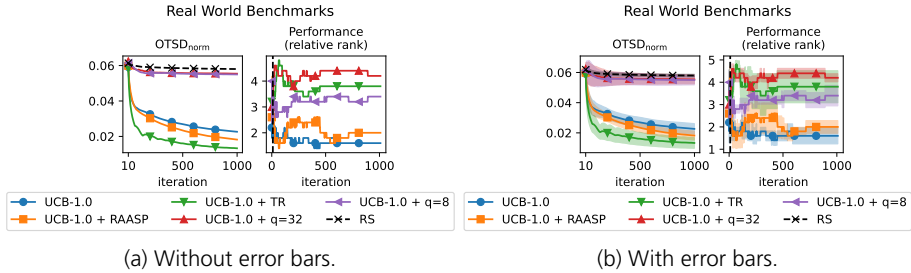 Real World Benchmarks
OTSDnorm
Performance
(relative rank)
0.06
0.04
0.02
10
500
1000
iteration
4
3
2
0
500
1000
iteration
UCB-1.0
UCB-1.0 + TR
UCB-1.0 + q=8
UCB-1.0 + RAASP
UCB-1.0 + q=32
RS
(a) Without error bars.
Real World Benchmarks
OTSDnorm
Performance
(relative rank)
0.06
0.04
0.02
10
500
1000
iteration
5
4
3
2
1
0
500
1000
iteration
UCB-1.0
UCB-1.0 + TR
UCB-1.0 + q=8
UCB-1.0 + RAASP
UCB-1.0 + q=32
RS
(b) With error bars.